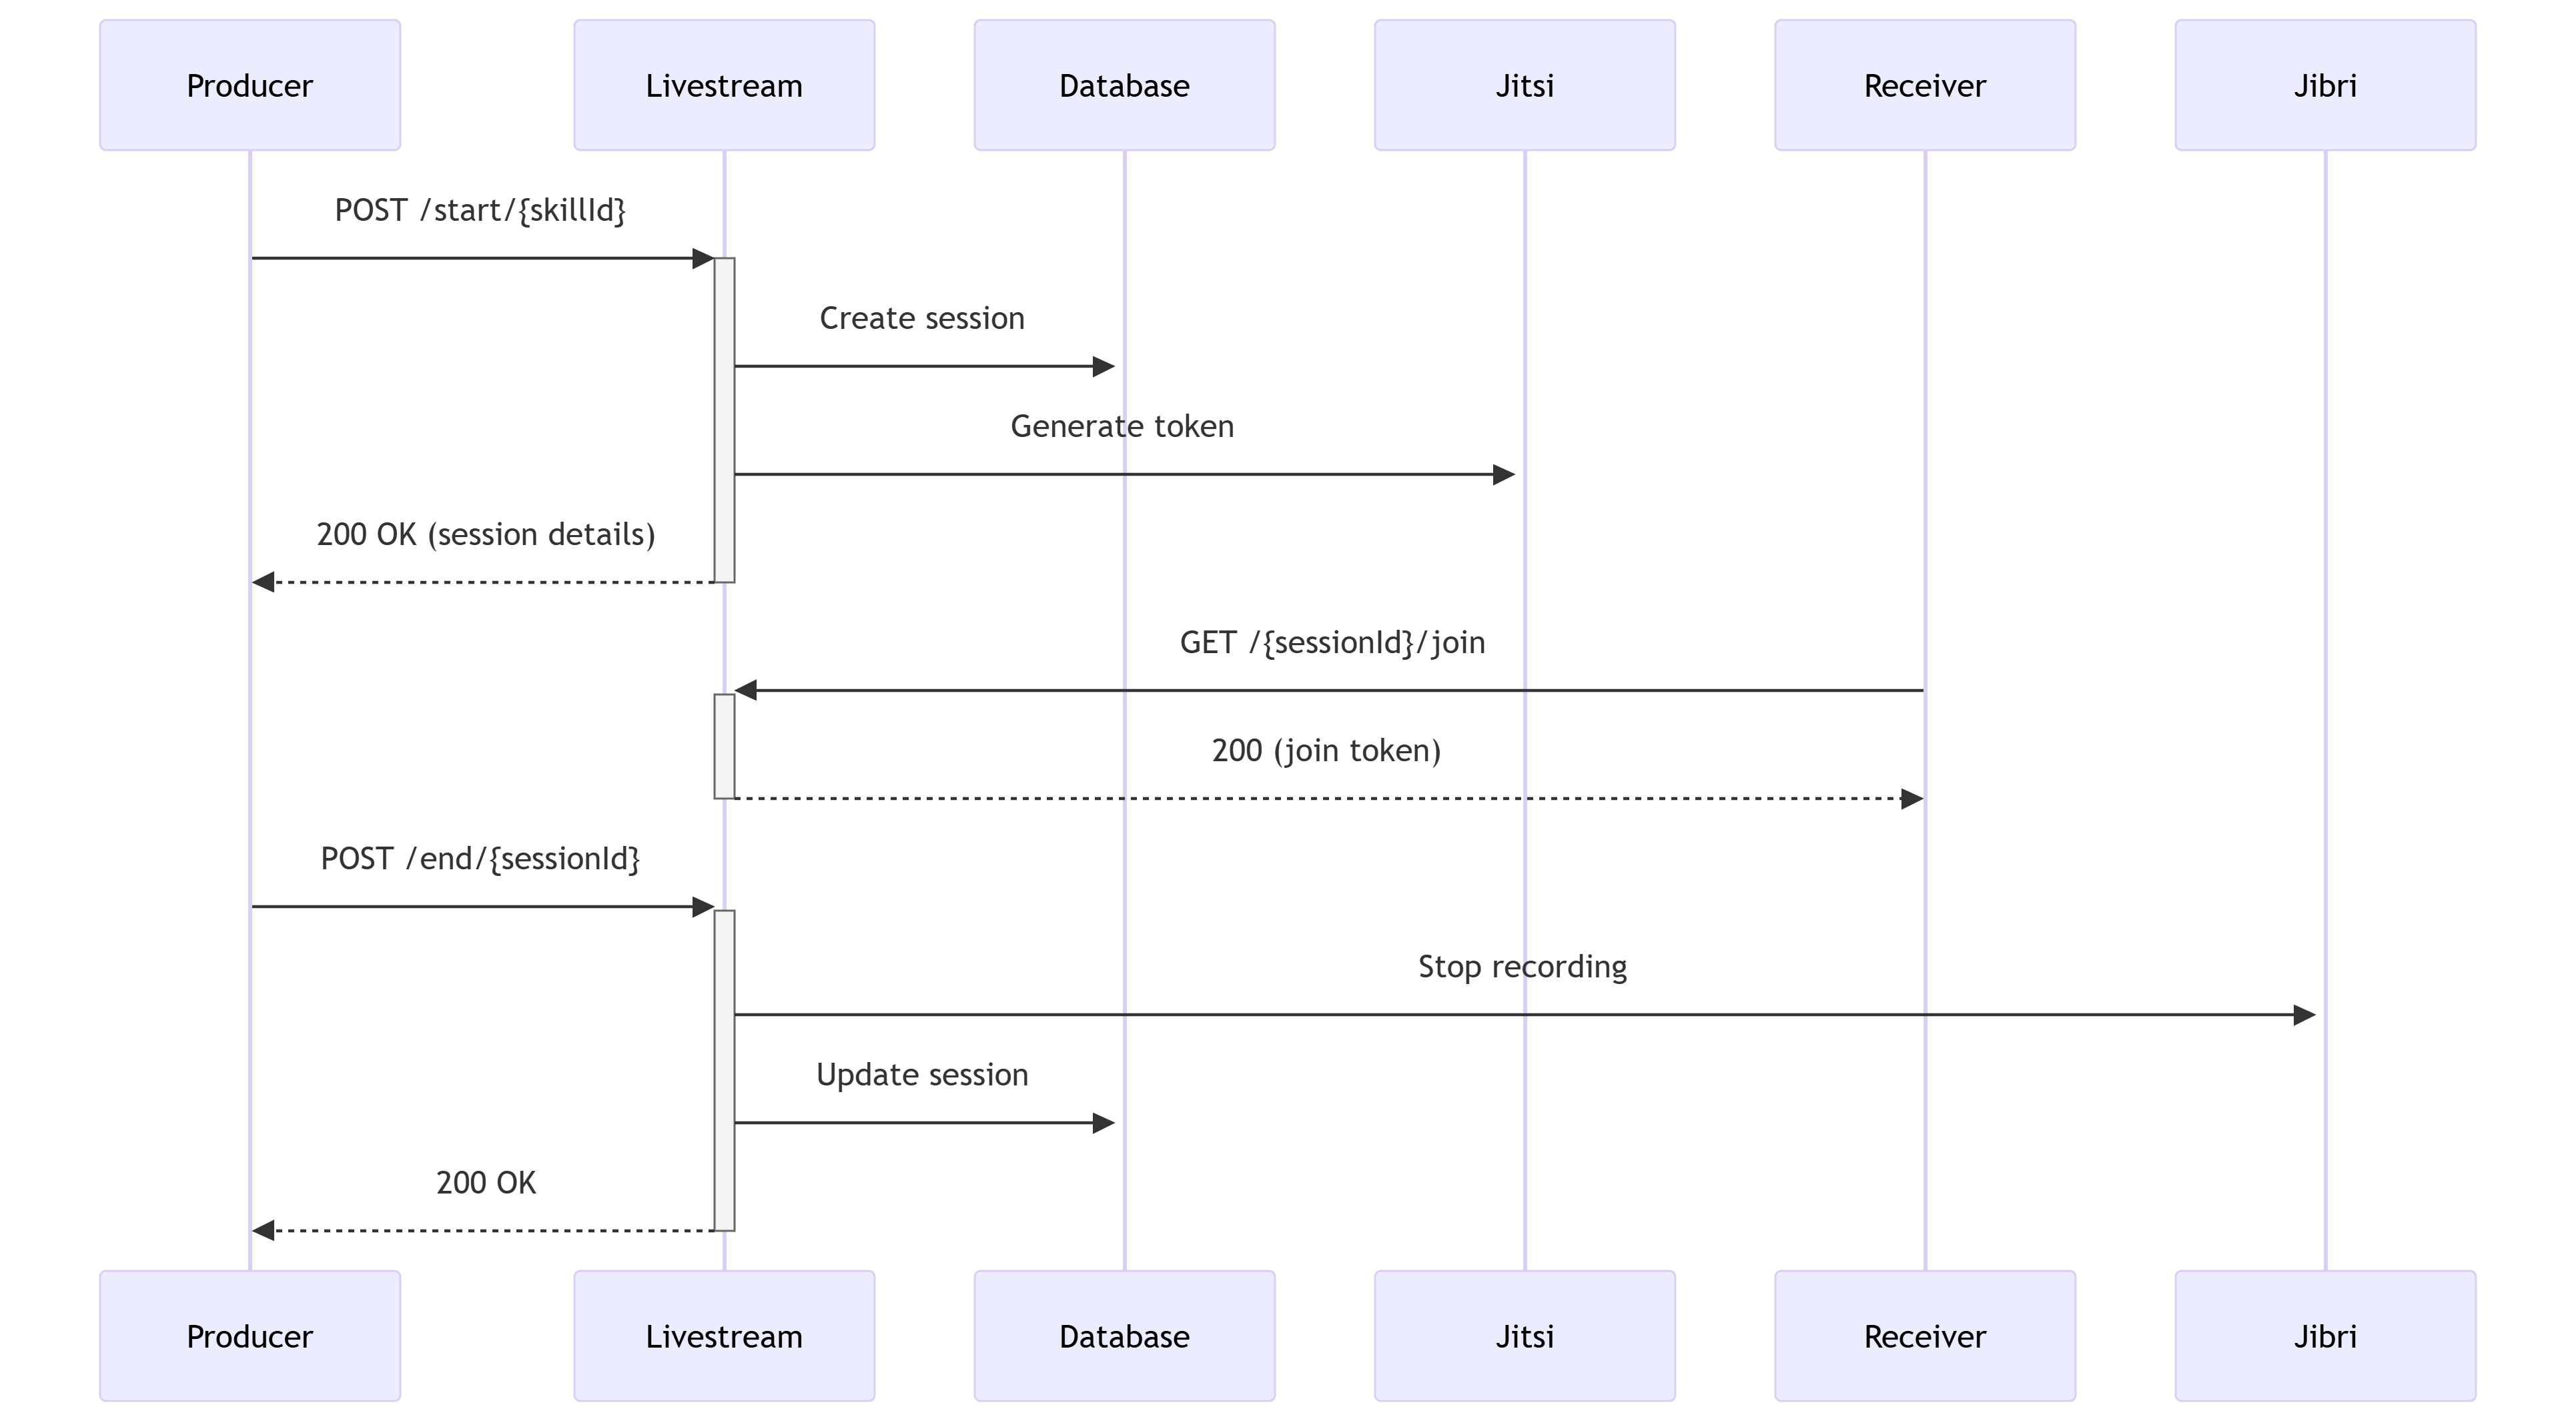 Producer
Livestream
Database
Jitsi
Receiver
Jibri
POST /start/{skillId}
Create session
Generate token
200 OK (session details)
GET /{sessionId}/join
200 (join token)
POST /end/{sessionId}
Stop recording
Update session
200 OK
Producer
Livestream
Database
Jitsi
Receiver
Jibri